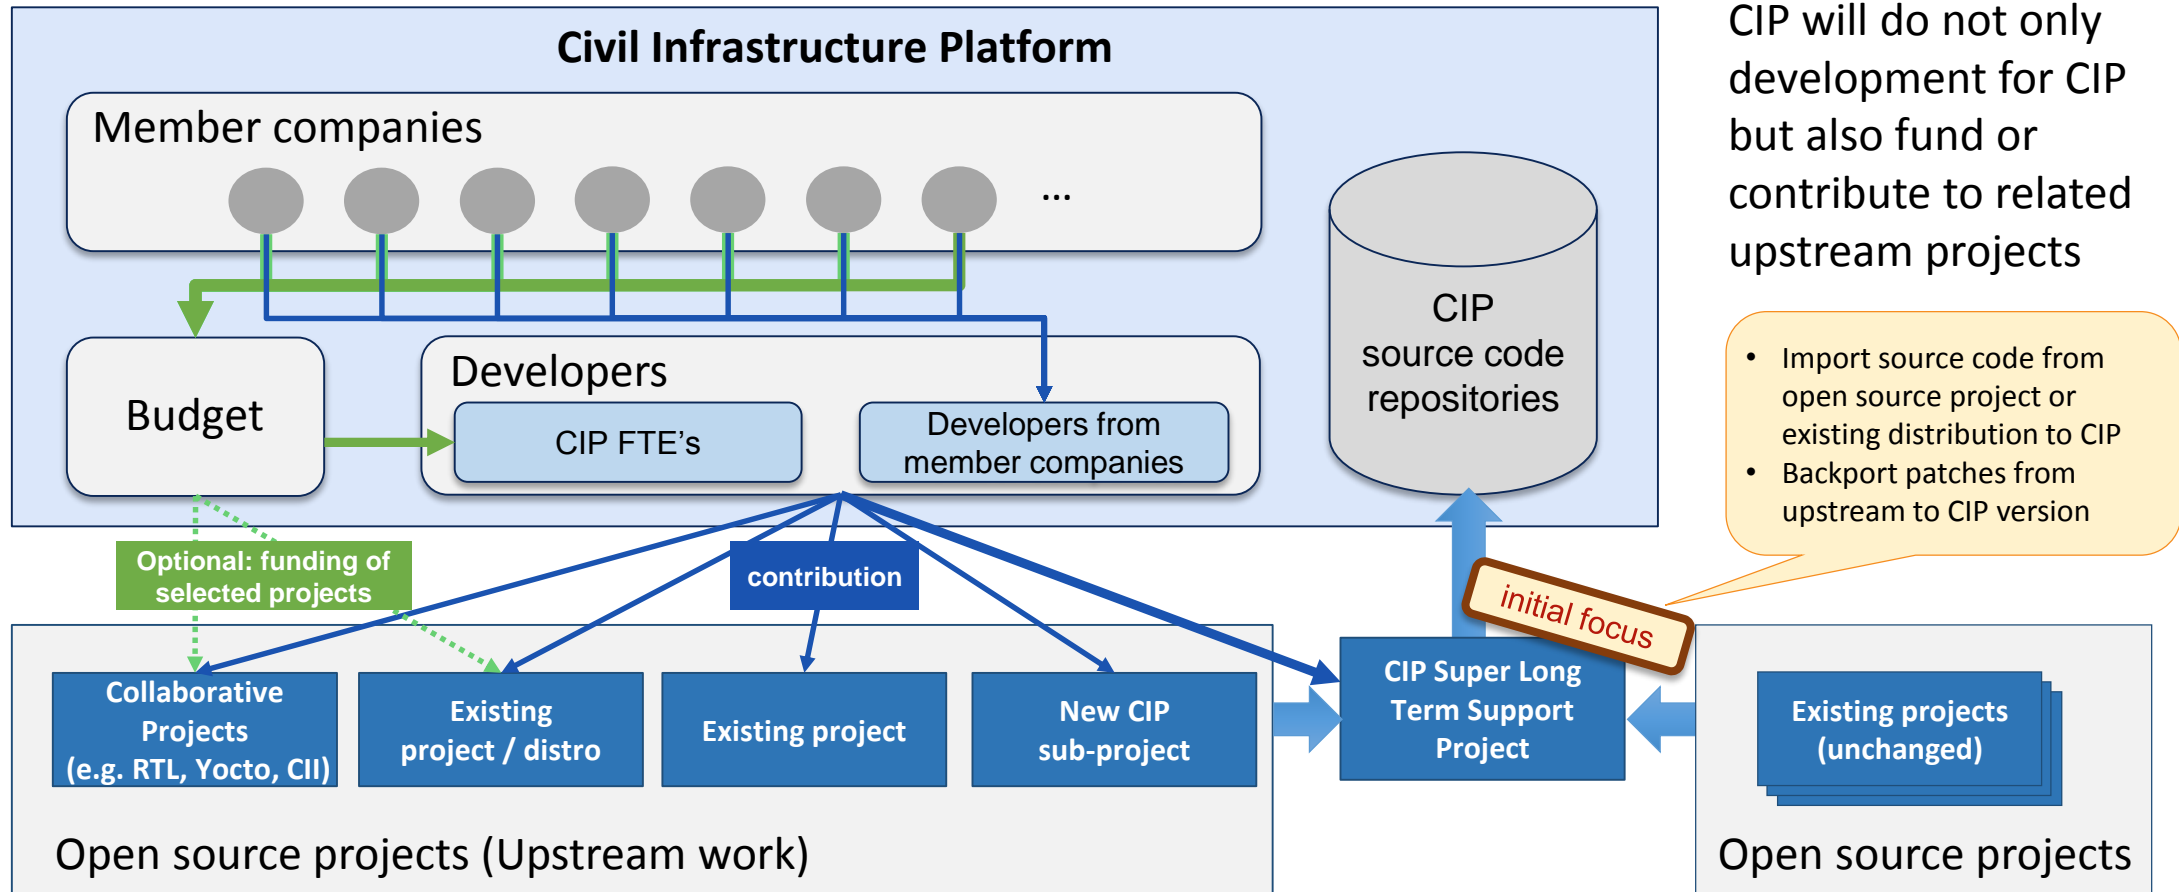 Civil Infrastructure Platform
Member companies
...
Budget
Developers
CIP FTE's
Developers from
member companies
CIP
source code
repositories
CIP will do not only
development for CIP
but also fund or
contribute to related
upstream projects
• Import source code from
open source project or
existing distribution to CIP
• Backport patches from
upstream to CIP version
Optional: funding of
selected projects
contribution
initial focus
Collaborative
Projects
(e.g. RTL, Yocto, CII)
Existing
project / distro
Existing project
New CIP
sub-project
CIP Super Long
Term Support
Project
Existing projects
(unchanged)
Open source projects (Upstream work)
Open source projects